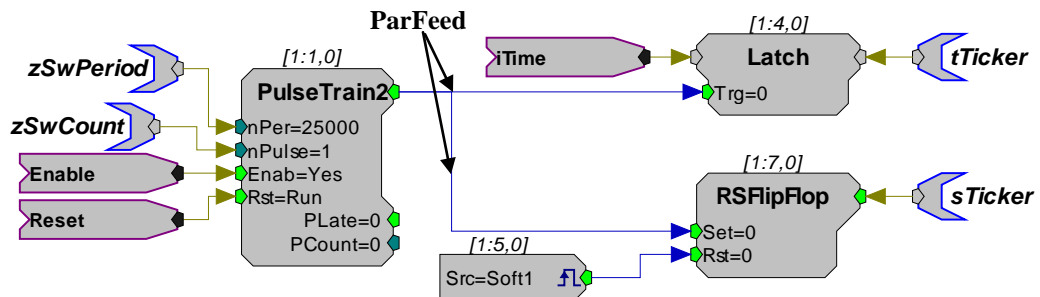 ParFeed
[1:1,0]
zSwPeriod
PulseTrain2
zSwCount
nPer=25000
nPulse=1
Enable
Enab=Yes
Reset
Rst=Run
PLate=0
PCount=0
[1:4,0]
iTime
Latch
tTicker
Trg=0
[1:7,0]
RSFlipFlop
sTicker
Set=0
Rst=0
[1:5,0]
Src=Soft1